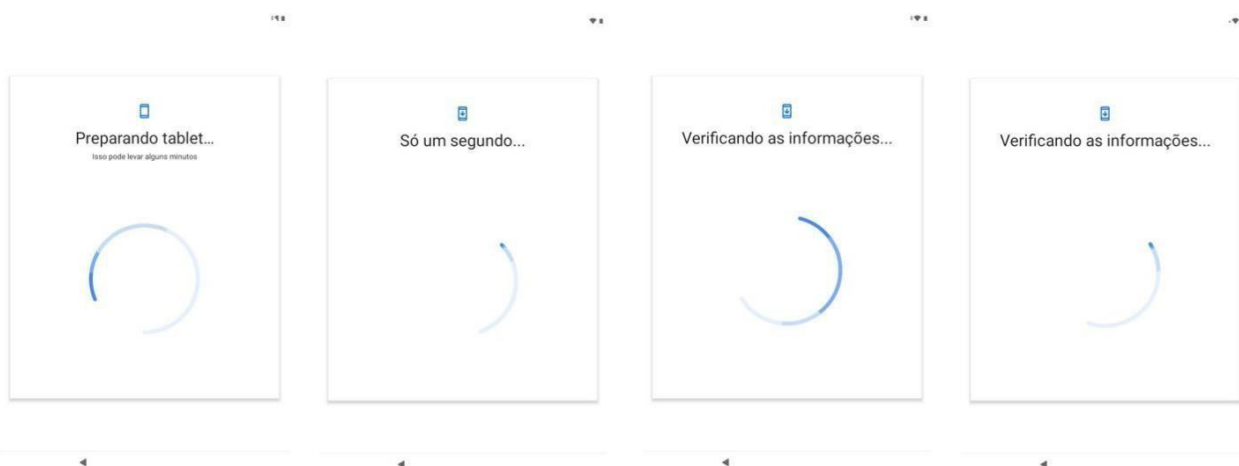 Preparando tablet...
Isso pode levar alguns minutos
Só um segundo...
Verificando as informações...
Verificando as informações...